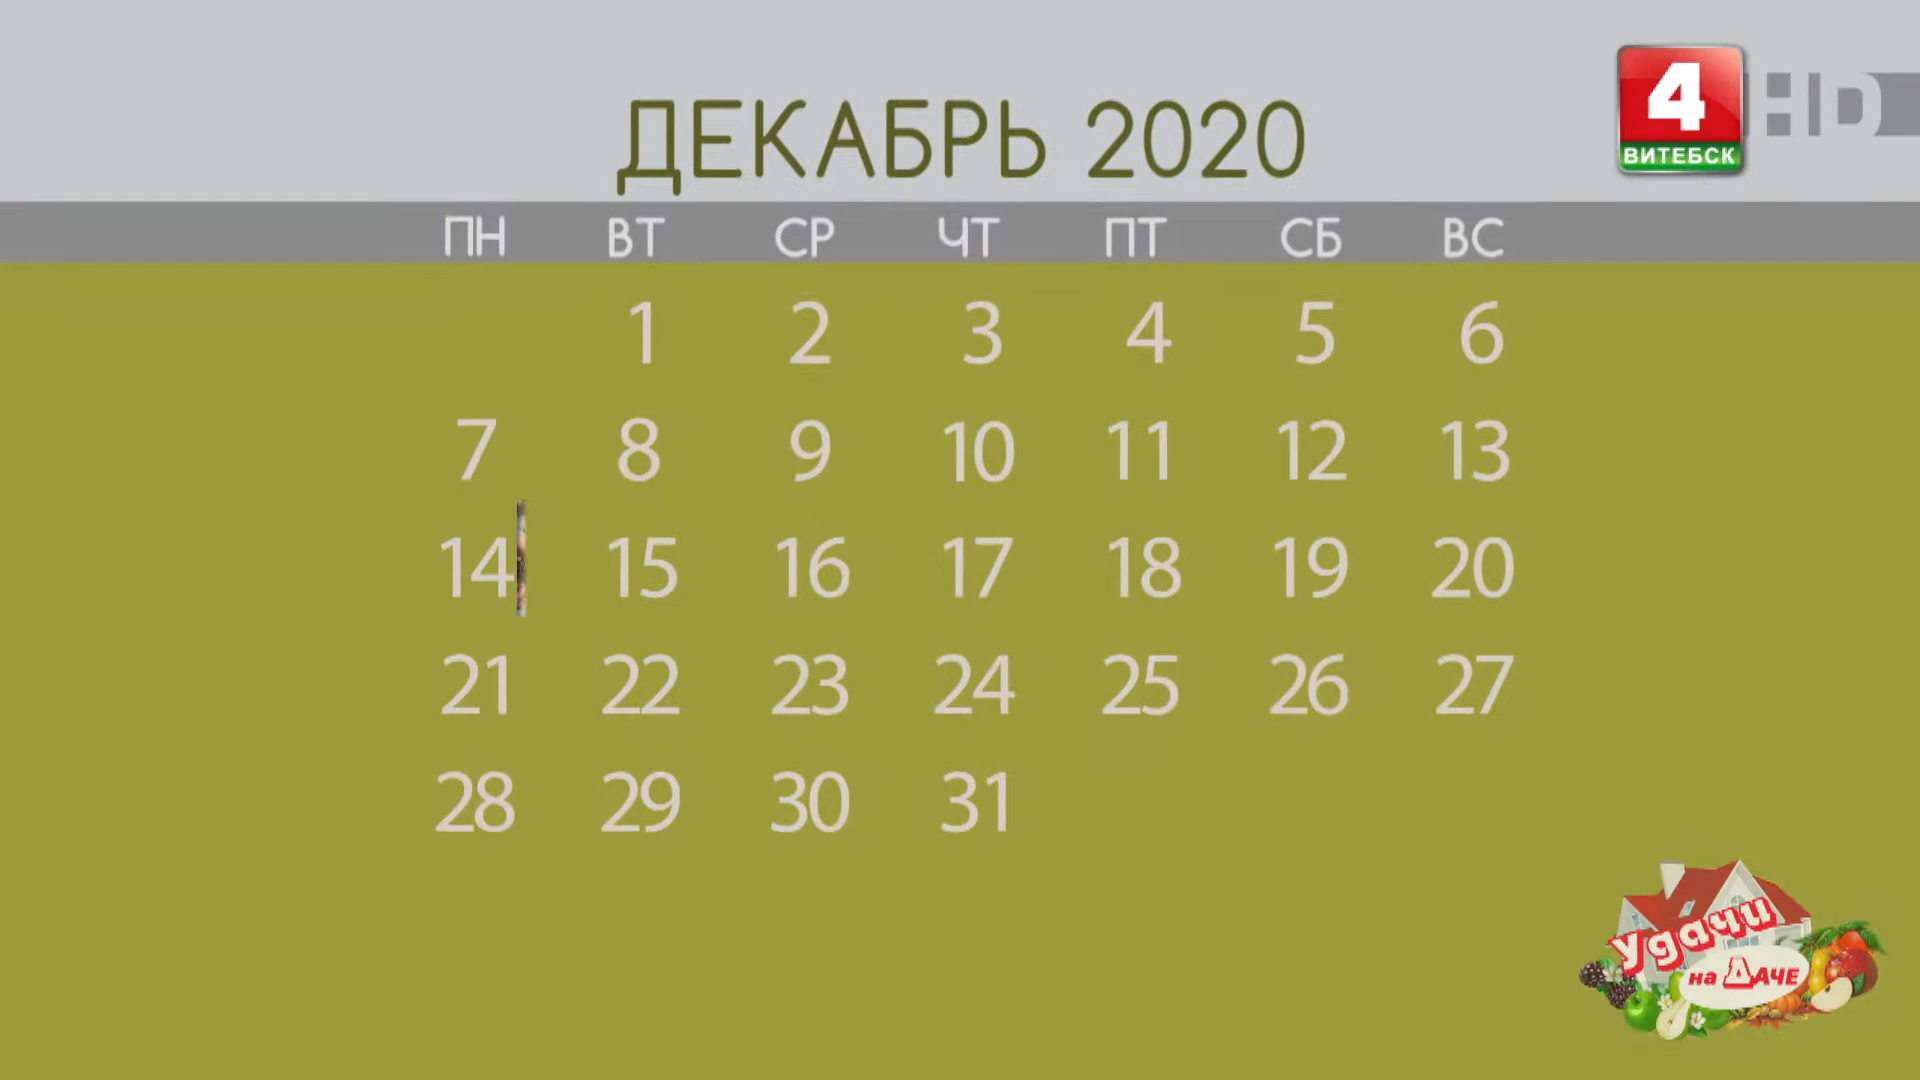 ДЕКАБРЬ 2020
4 HD
ВИТЕБСК
ПН ВТ СР ЧТ ПТ СБ ВС
1 2 3 4 5 6
7 8 9 10 11 12 13
14 15 16 17 18 19 20
21 22 23 24 25 26 27
28 29 30 31
Удачи
на ДАЧЕ